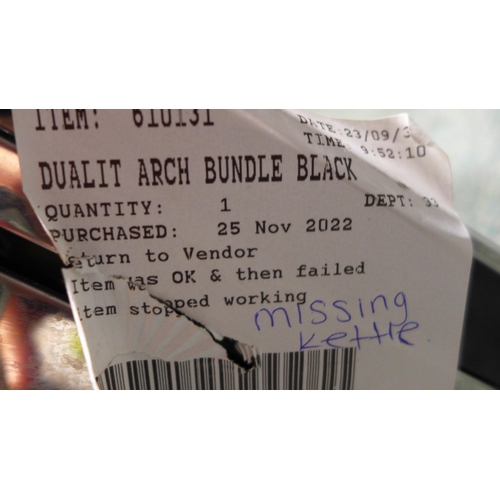 ITEM: 610131
DATE: 23/09/
TIME: 9:52:10
DUALIT ARCH BUNDLE BLACK
QUANTITY: 1 DEPT: 33
PURCHASED: 25 Nov 2022
eturn to Vendor
Item was OK & then failed
tem stopped working
missing
kettle